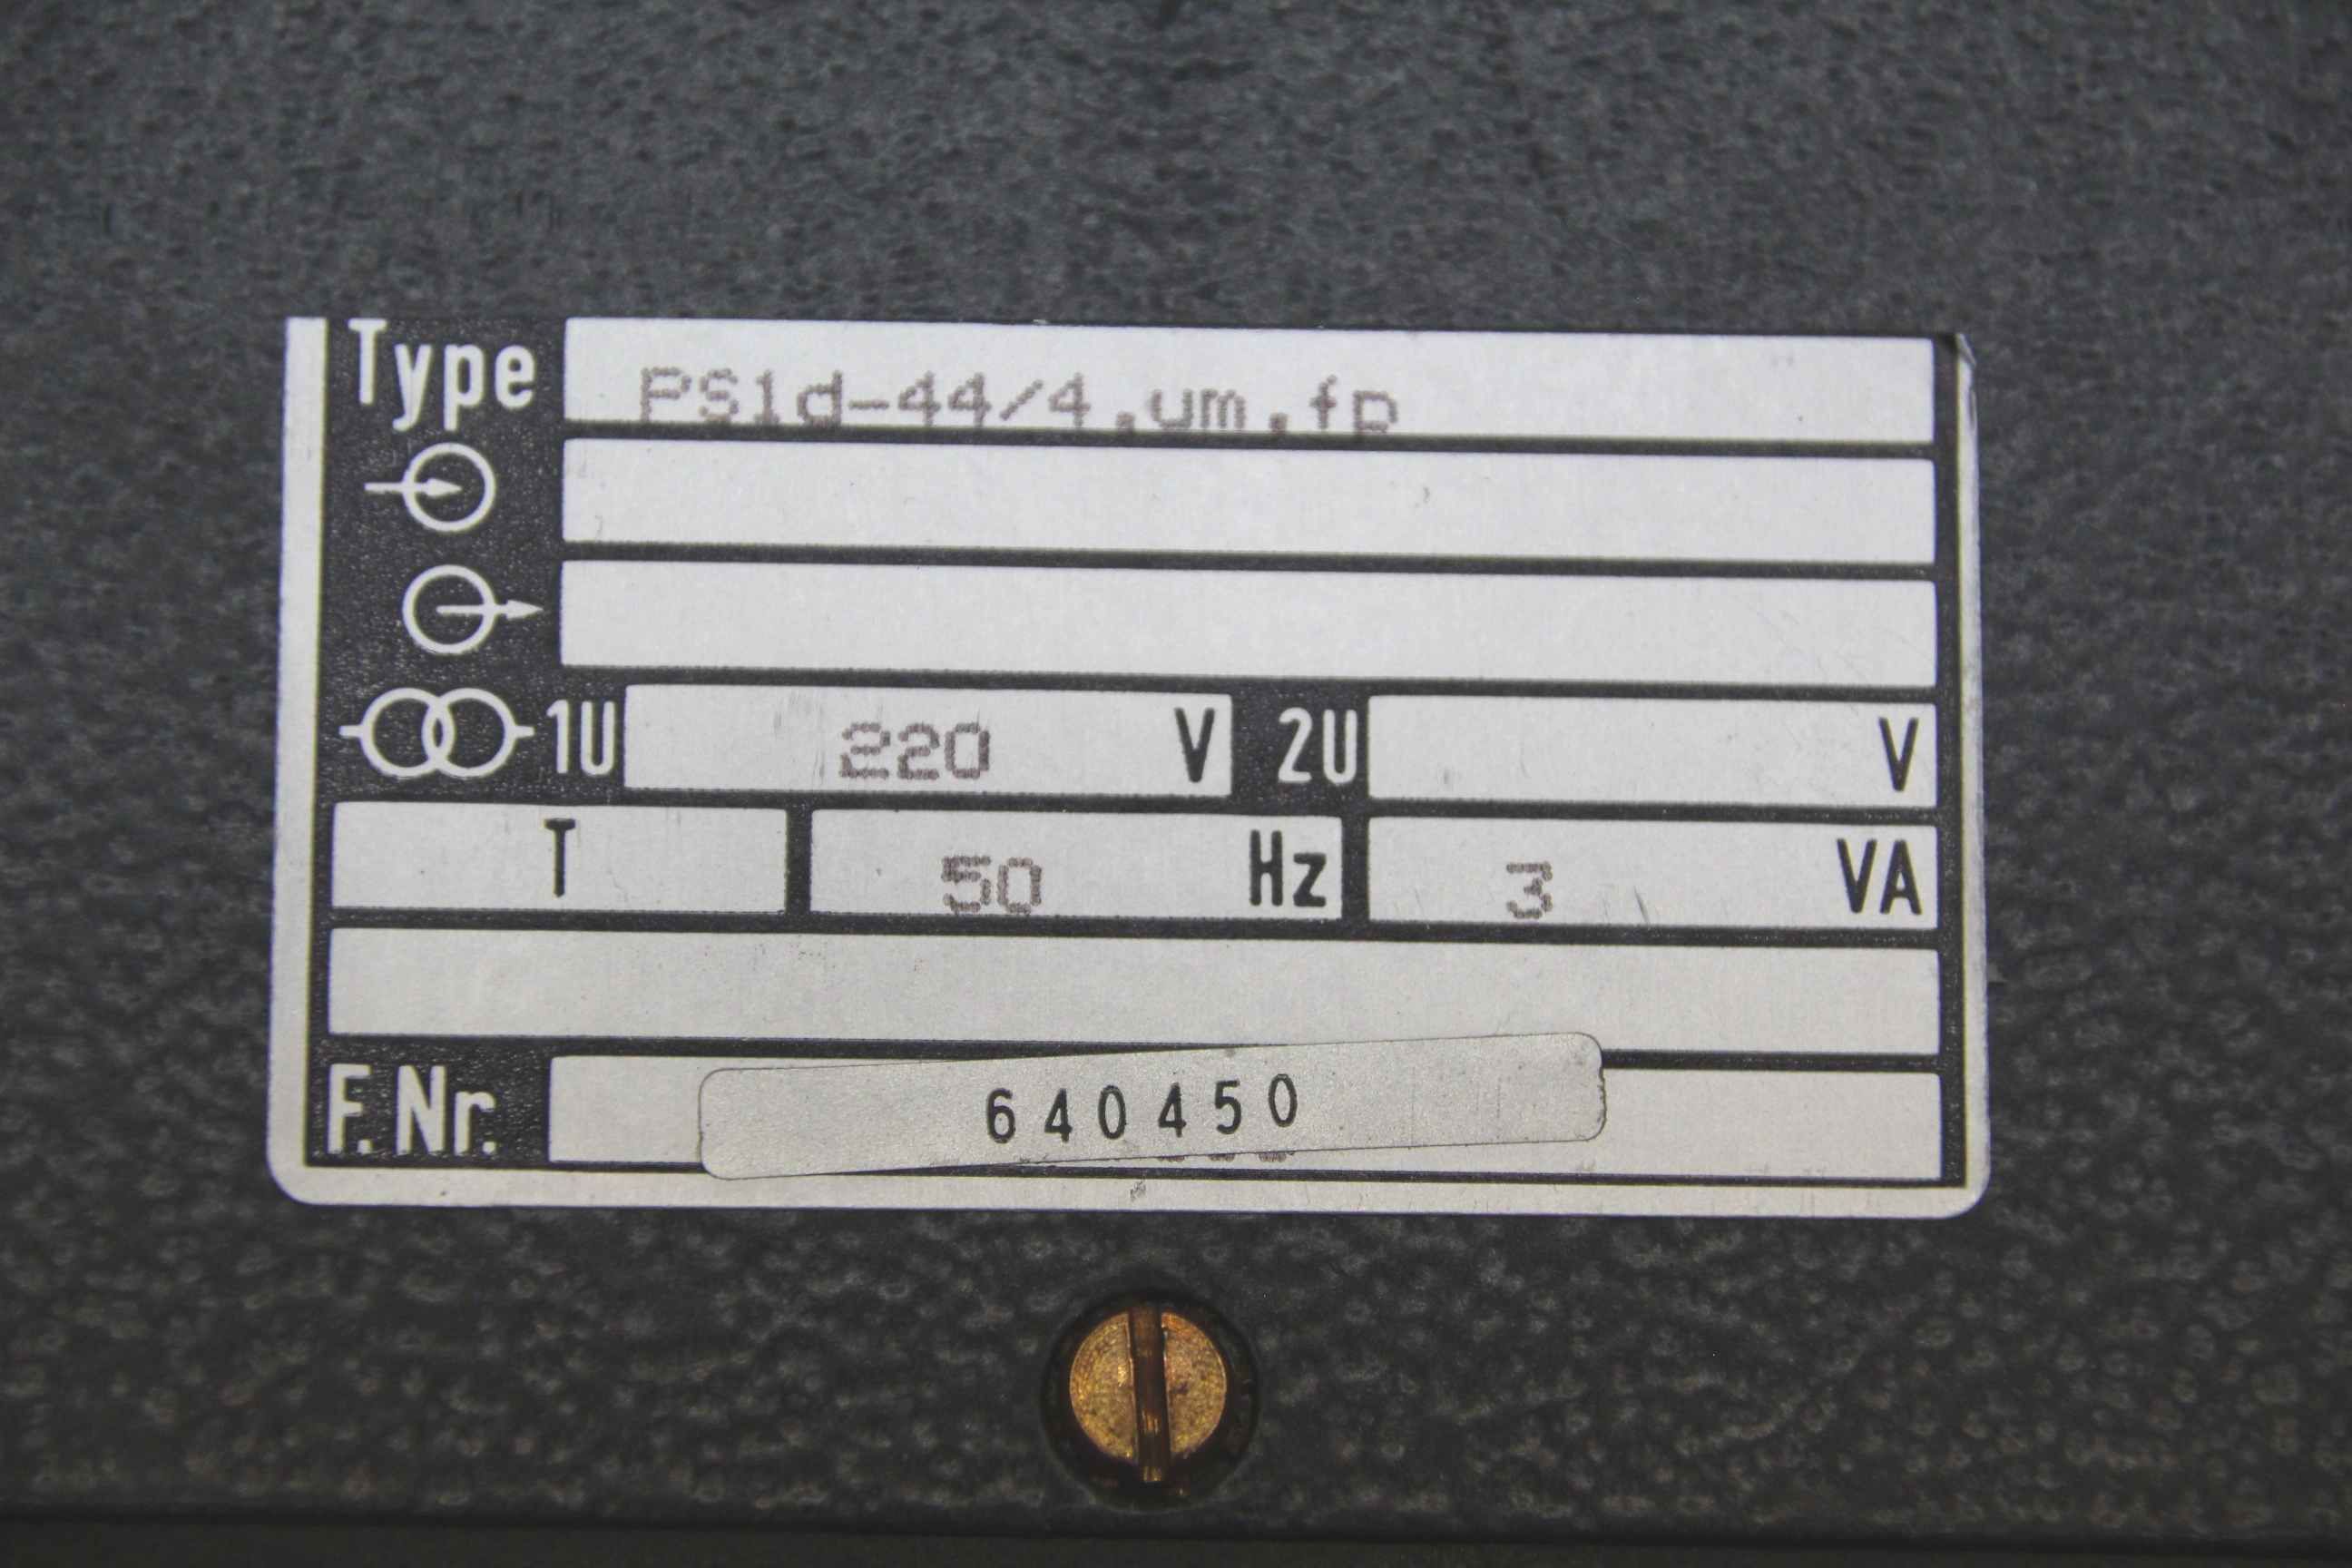 Type PS1d-44/4,um,fp
1U 220 V 2U V
T 50 Hz 3 VA
F.Nr. 640450